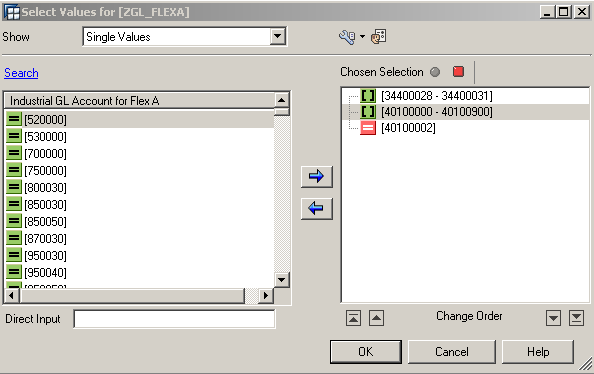 Select Values for [ZGL_FLEXA]
Show
Single Values
Search
Industrial GL Account for Flex A
[520000]
[530000]
[700000]
[750000]
[800030]
[850030]
[850050]
[870030]
[950030]
[950040]
Chosen Selection
[34400028 - 34400031]
[40100000 - 40100900]
[40100002]
Direct Input
Change Order
OK
Cancel
Help